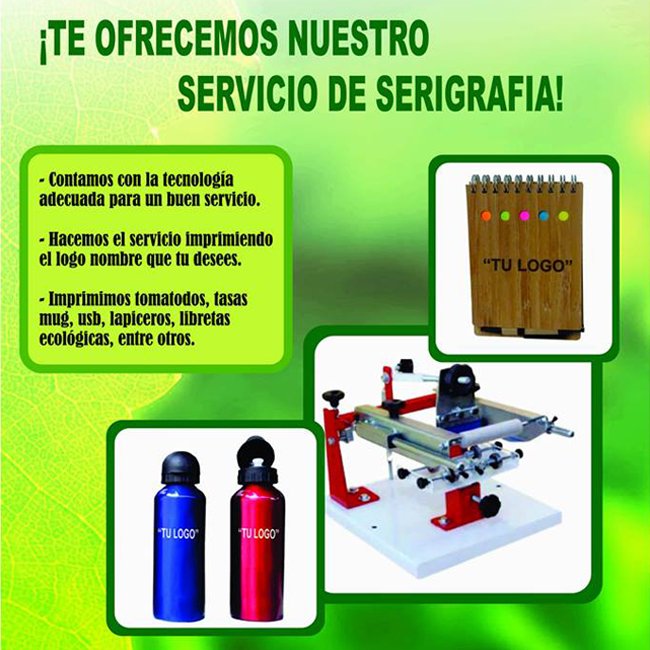 ¡TE OFRECEMOS NUESTRO
SERVICIO DE SERIGRAFIA!
- Contamos con la tecnología
adecuada para un buen servicio.
- Hacemos el servicio imprimiendo
el logo nombre que tu desees.
- Imprimimos tomatodos, tasas
mug, usb, lapiceros, libretas
ecológicas, entre otros.
“TU LOGO”
“TU LOGO”
“TU LOGO”